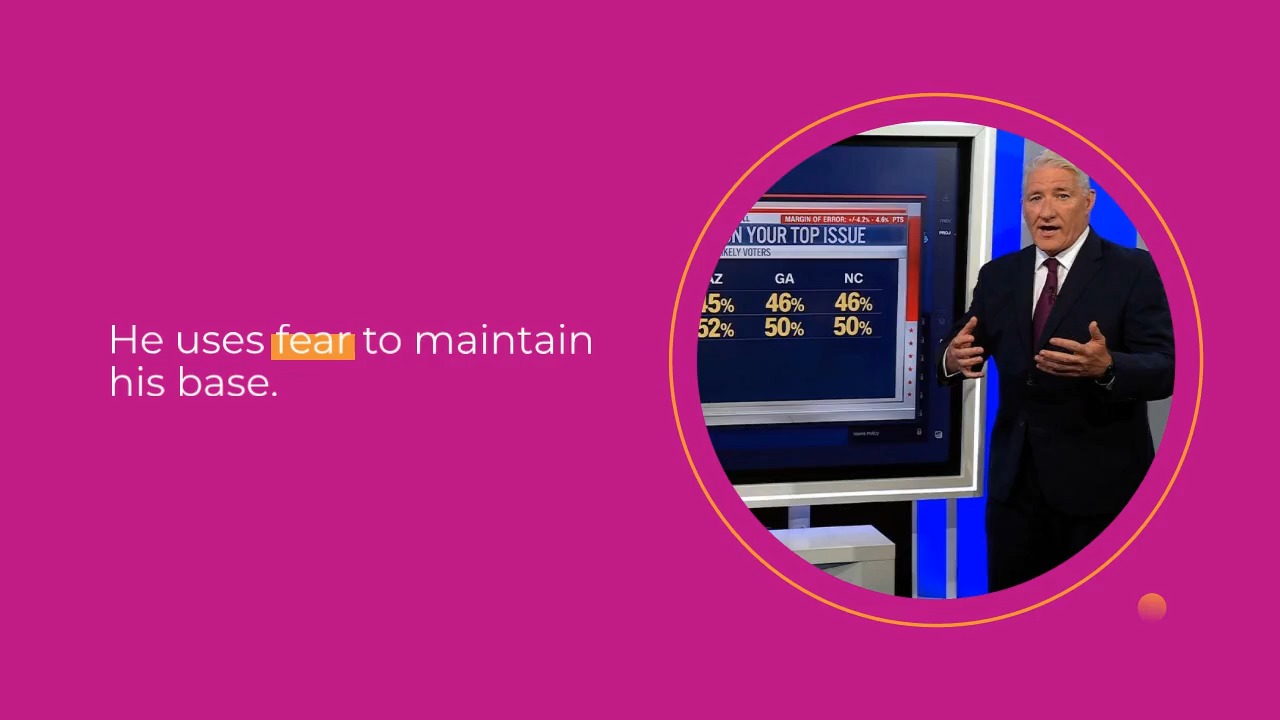 He uses fear to maintain
his base.
MARGIN OF ERROR: +/-4.2% - 4.6% PTS
YOUR TOP ISSUE
VOTERS
AZ GA NC
45% 46% 46%
52% 50% 50%